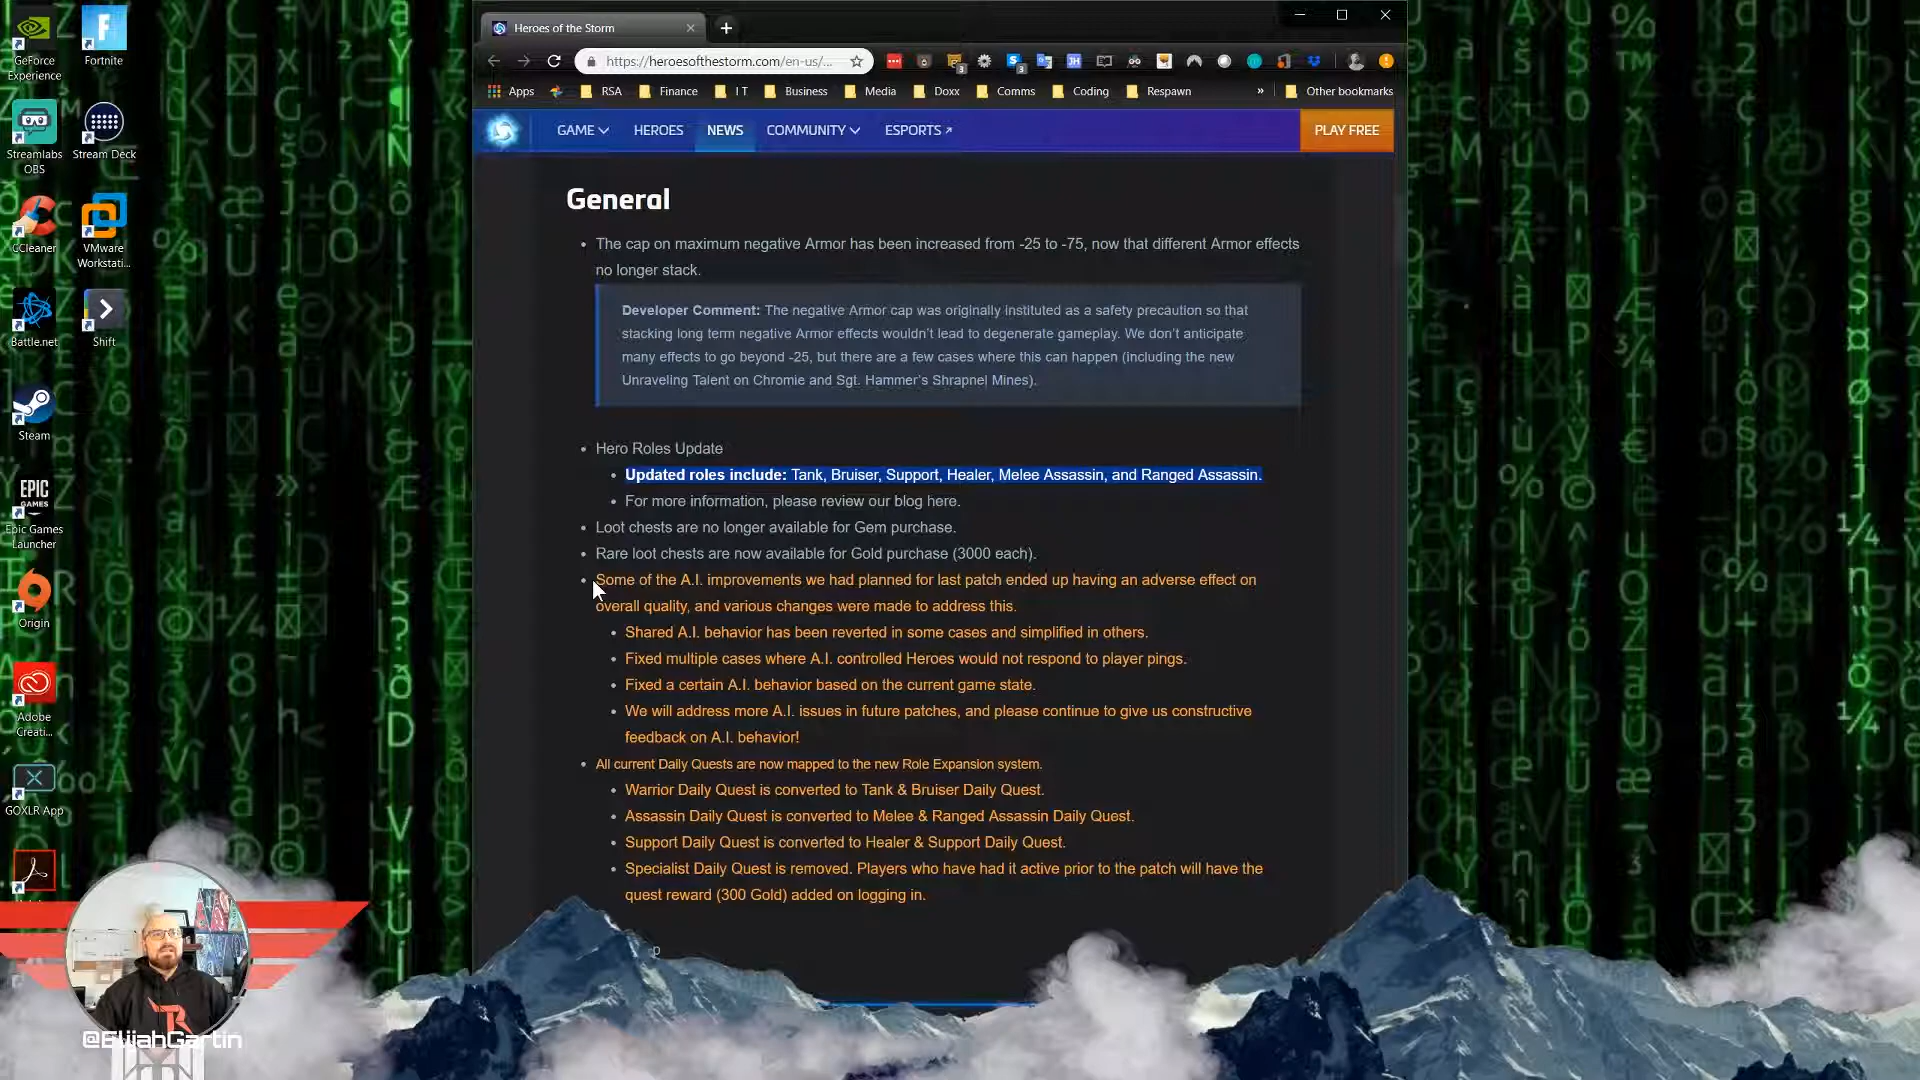 Heroes of the Storm
https://heroesofthestorm.com/en-us/...
Apps RSA Finance I T Business Media Doxx Comms Coding Respawn » Other bookmarks
GAME HEROES NEWS COMMUNITY ESPORTS PLAY FREE
General
The cap on maximum negative Armor has been increased from -25 to -75, now that different Armor effects
no longer stack.
Developer Comment: The negative Armor cap was originally instituted as a safety precaution so that
stacking long term negative Armor effects wouldn't lead to degenerate gameplay. We don't anticipate
many effects to go beyond -25, but there are a few cases where this can happen (including the new
Unraveling Talent on Chromie and Sgt. Hammer's Shrapnel Mines).
Hero Roles Update
Updated roles include: Tank, Bruiser, Support, Healer, Melee Assassin, and Ranged Assassin.
For more information, please review our blog here.
Loot chests are no longer available for Gem purchase.
Rare loot chests are now available for Gold purchase (3000 each).
Some of the A.I. improvements we had planned for last patch ended up having an adverse effect on
overall quality, and various changes were made to address this.
Shared A.I. behavior has been reverted in some cases and simplified in others.
Fixed multiple cases where A.I. controlled Heroes would not respond to player pings.
Fixed a certain A.I. behavior based on the current game state.
We will address more A.I. issues in future patches, and please continue to give us constructive
feedback on A.I. behavior!
All current Daily Quests are now mapped to the new Role Expansion system.
Warrior Daily Quest is converted to Tank & Bruiser Daily Quest.
Assassin Daily Quest is converted to Melee & Ranged Assassin Daily Quest.
Support Daily Quest is converted to Healer & Support Daily Quest.
Specialist Daily Quest is removed. Players who have had it active prior to the patch will have the
quest reward (300 Gold) added on logging in.
GeForce
Experience
Fortnite
Streamlabs
OBS
Stream Deck
CCleaner
VMware
Workstati...
Battle.net
Shift
Steam
EPIC
GAMES
Epic Games
Launcher
Origin
Adobe
Creati...
GOXLR App
@ElijahGartin